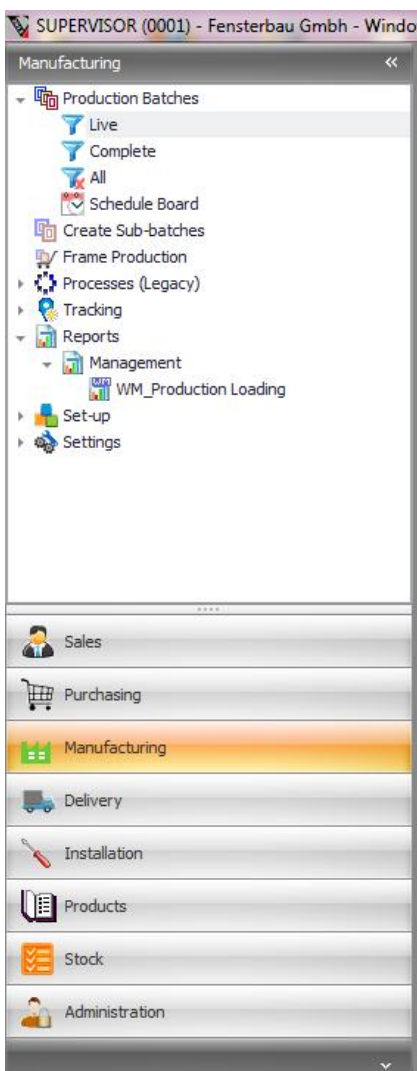 SUPERVISOR (0001) - Fensterbau Gmbh - Windo
Manufacturing
Production Batches
Live
Complete
All
Schedule Board
Create Sub-batches
Frame Production
Processes (Legacy)
Tracking
Reports
Management
WM_Production Loading
Set-up
Settings
Sales
Purchasing
Manufacturing
Delivery
Installation
Products
Stock
Administration